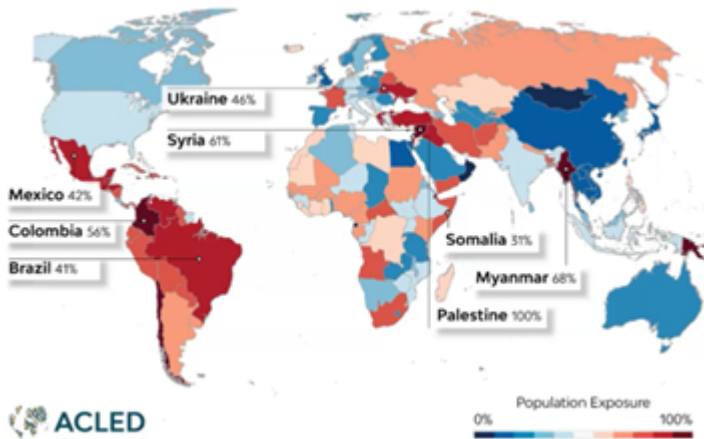 Ukraine 46%
Syria 61%
Mexico 42%
Colombia 56%
Brazil 41%
Somalia 31%
Myanmar 68%
Palestine 100%
ACLED
Population Exposure
0% 100%